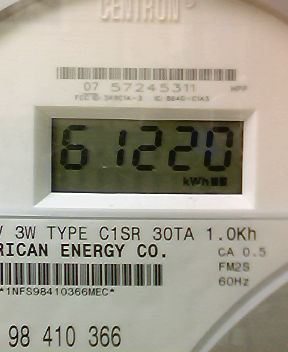 CENTRON®
07 57245311
61220
kWh
V 3W TYPE C1SR 30TA 1.0Kh
RICAN ENERGY CO. CA 0.5
FM2S
*1NFS98410366MEC* 60Hz
98 410 366